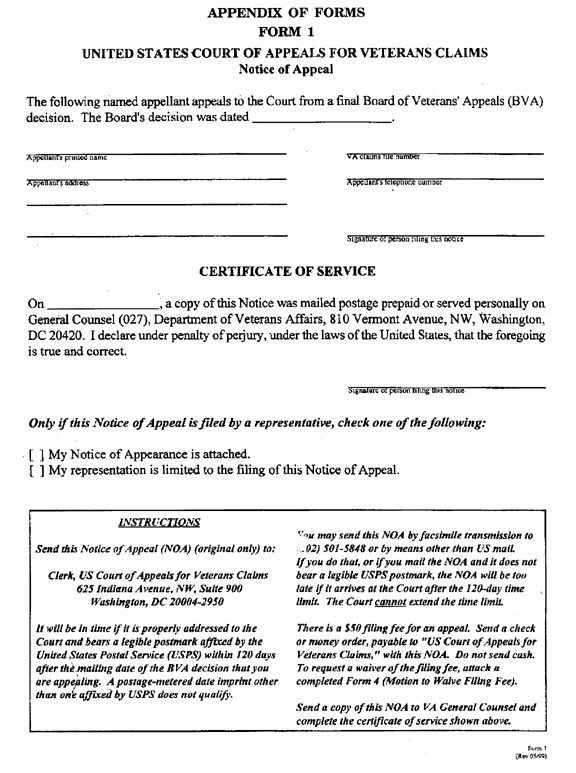 APPENDIX OF FORMS
FORM 1
UNITED STATES COURT OF APPEALS FOR VETERANS CLAIMS
Notice of Appeal
The following named appellant appeals to the Court from a final Board of Veterans' Appeals (BVA)
decision. The Board's decision was dated ____________________.
Appellant's printed name
VA claims file number
Appellant's address
Appellant's telephone number
Signature of person filing this notice
CERTIFICATE OF SERVICE
On ________________, a copy of this Notice was mailed postage prepaid or served personally on
General Counsel (027), Department of Veterans Affairs, 810 Vermont Avenue, NW, Washington,
DC 20420. I declare under penalty of perjury, under the laws of the United States, that the foregoing
is true and correct.
Signature of person filing this notice
Only if this Notice of Appeal is filed by a representative, check one of the following:
[ ] My Notice of Appearance is attached.
[ ] My representation is limited to the filing of this Notice of Appeal.
INSTRUCTIONS
Send this Notice of Appeal (NOA) (original only) to:
Clerk, US Court of Appeals for Veterans Claims
625 Indiana Avenue, NW, Suite 900
Washington, DC 20004-2950
It will be in time if it is properly addressed to the
Court and bears a legible postmark affixed by the
United States Postal Service (USPS) within 120 days
after the mailing date of the BVA decision that you
are appealing. A postage-metered date imprint other
than one affixed by USPS does not qualify.
You may send this NOA by facsimile transmission to
02) 501-5848 or by means other than US mail.
If you do that, or if you mail the NOA and it does not
bear a legible USPS postmark, the NOA will be too
late if it arrives at the Court after the 120-day time
limit. The Court cannot extend the time limit.
There is a $50 filing fee for an appeal. Send a check
or money order, payable to "US Court of Appeals for
Veterans Claims," with this NOA. Do not send cash.
To request a waiver of the filing fee, attach a
completed Form 4 (Motion to Waive Filing Fee).
Send a copy of this NOA to VA General Counsel and
complete the certificate of service shown above.
Form 1
(Rev 05/99)